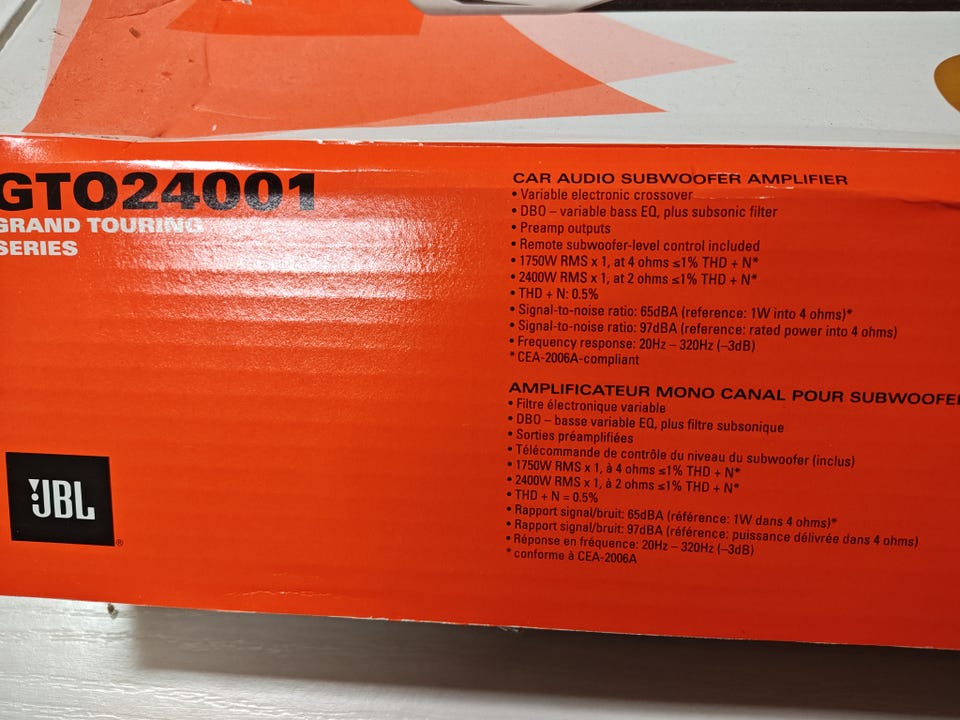 GTO24001
GRAND TOURING
SERIES
JBL®
CAR AUDIO SUBWOOFER AMPLIFIER
• Variable electronic crossover
• DBO – variable bass EQ, plus subsonic filter
• Preamp outputs
• Remote subwoofer-level control included
• 1750W RMS x 1, at 4 ohms ≤1% THD + N*
• 2400W RMS x 1, at 2 ohms ≤1% THD + N*
• THD + N: 0.5%
• Signal-to-noise ratio: 65dBA (reference: 1W into 4 ohms)*
• Signal-to-noise ratio: 97dBA (reference: rated power into 4 ohms)
• Frequency response: 20Hz – 320Hz (–3dB)
* CEA-2006A-compliant
AMPLIFICATEUR MONO CANAL POUR SUBWOOFER
• Filtre électronique variable
• DBO – basse variable EQ, plus filtre subsonique
• Sorties préamplifiées
• Télécommande de contrôle du niveau du subwoofer (inclus)
• 1750W RMS x 1, à 4 ohms ≤1% THD + N*
• 2400W RMS x 1, à 2 ohms ≤1% THD + N*
• THD + N = 0.5%
• Rapport signal/bruit: 65dBA (référence: 1W dans 4 ohms)*
• Rapport signal/bruit: 97dBA (référence: puissance délivrée dans 4 ohms)
• Réponse en fréquence: 20Hz – 320Hz (–3dB)
* conforme à CEA-2006A